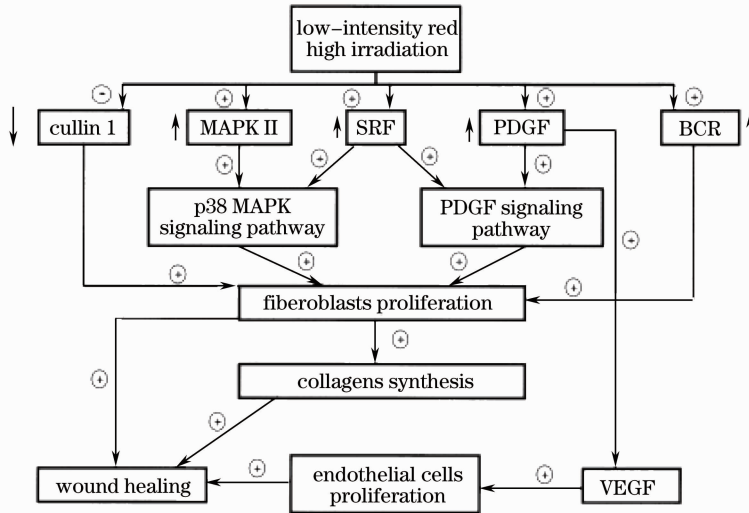 low-intensity red
high irradiation
cullin 1
MAPK II
SRF
PDGF
BCR
p38 MAPK
signaling pathway
PDGF signaling
pathway
fiberoblasts proliferation
collagens synthesis
wound healing
endothelial cells
proliferation
VEGF